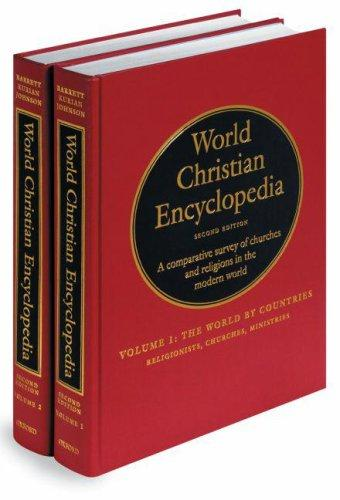 BARRETT
KURIAN
JOHNSON
World Christian Encyclopedia
SECOND
EDITION
VOLUME 2
OXFORD
BARRETT
KURIAN
JOHNSON
World Christian Encyclopedia
SECOND
EDITION
VOLUME 1
OXFORD
World
Christian
Encyclopedia
SECOND EDITION
A comparative survey of churches
and religions in the
modern world
VOLUME 1: THE WORLD BY COUNTRIES
RELIGIONISTS, CHURCHES, MINISTRIES